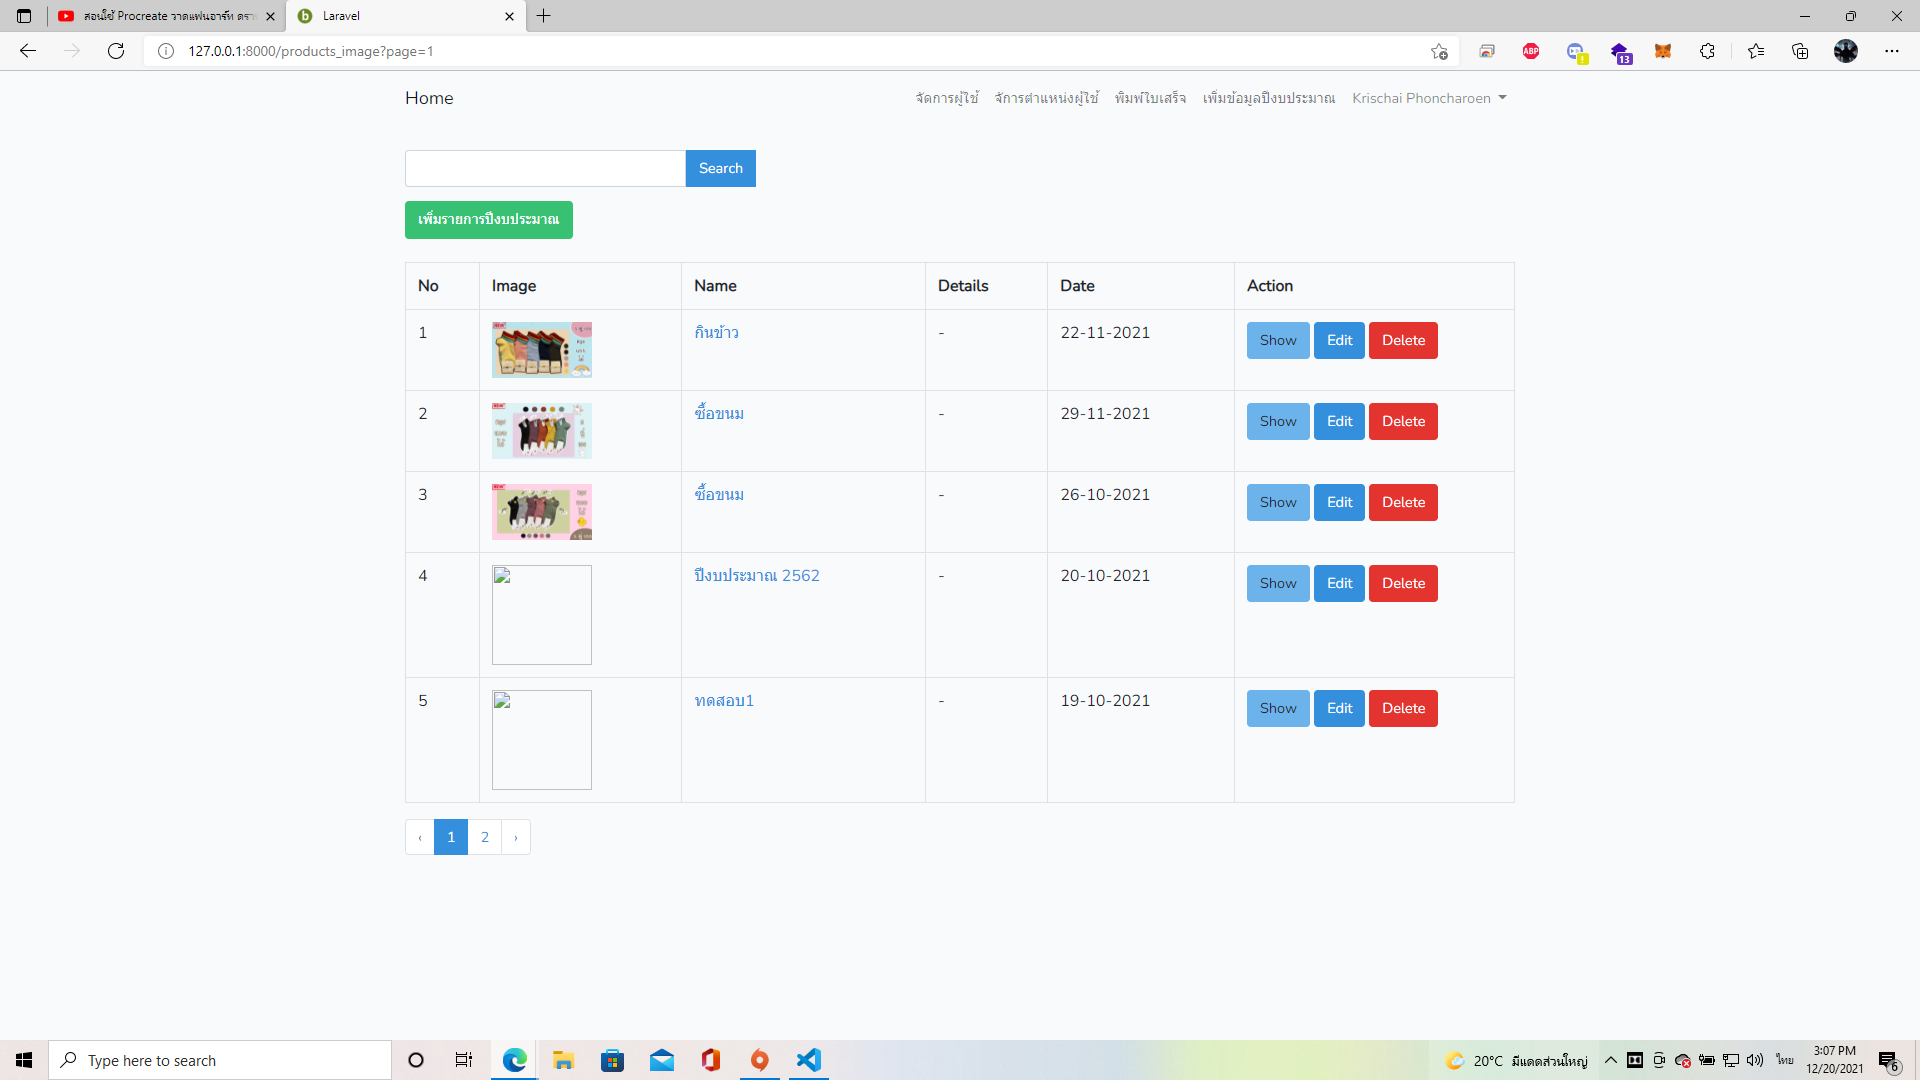 สอนใช้ Procreate วาดแฟนอาร์ท ดรา
Laravel
127.0.0.1:8000/products_image?page=1
ABP
13
Home
จัดการผู้ใช้ จัการตำแหน่งผู้ใช้ พิมพ์ใบเสร็จ เพิ่มข้อมูลปีงบประมาณ Krischai Phoncharoen
Search
เพิ่มรายการปีงบประมาณ
No Image Name Details Date Action
1 กินข้าว - 22-11-2021 Show Edit Delete
2 ซื้อขนม - 29-11-2021 Show Edit Delete
3 ซื้อขนม - 26-10-2021 Show Edit Delete
4 ปีงบประมาณ 2562 - 20-10-2021 Show Edit Delete
5 ทดสอบ1 - 19-10-2021 Show Edit Delete
‹ 1 2 ›
Type here to search
20°C มีแดดส่วนใหญ่
ไทย
3:07 PM
12/20/2021
6